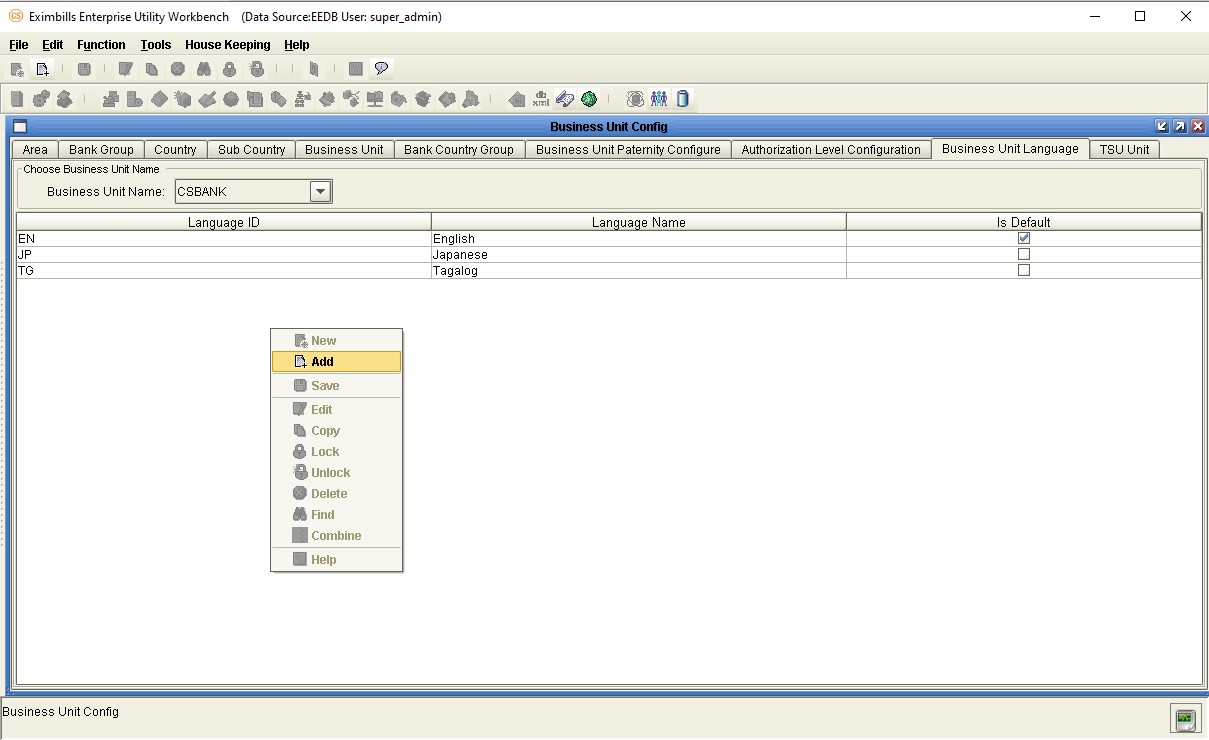 CS Eximbills Enterprise Utility Workbench (Data Source:EEDB User: super_admin)
File Edit Function Tools House Keeping Help
db
xml
Business Unit Config
Area Bank Group Country Sub Country Business Unit Bank Country Group Business Unit Paternity Configure Authorization Level Configuration Business Unit Language TSU Unit
Choose Business Unit Name
Business Unit Name: CSBANK
Language ID Language Name Is Default
EN English
JP Japanese
TG Tagalog
New
Add
Save
Edit
Copy
Lock
Unlock
Delete
Find
Combine
Help
Business Unit Config